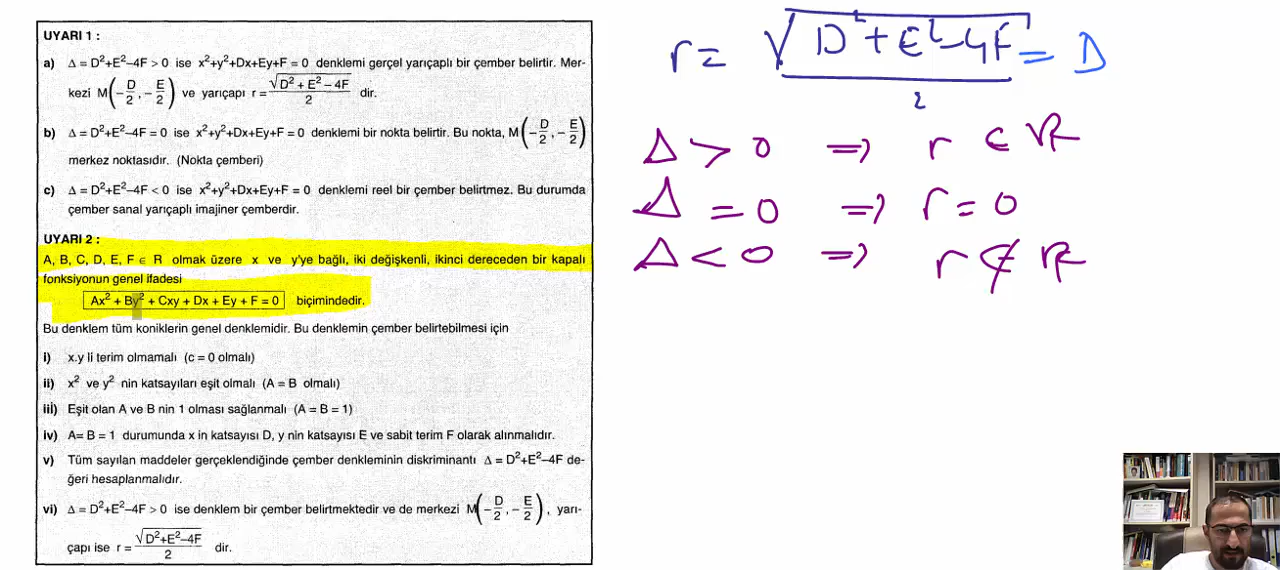 UYARI 1 :
a) Δ = D²+E²–4F > 0 ise x²+y²+Dx+Ey+F = 0 denklemi gerçel yarıçaplı bir çember belirtir. Mer-
kezi M(–D/2, –E/2) ve yarıçapı r = √(D² + E² – 4F)/2 dir.
b) Δ = D²+E²–4F = 0 ise x²+y²+Dx+Ey+F = 0 denklemi bir nokta belirtir. Bu nokta, M(–D/2, –E/2)
merkez noktasıdır. (Nokta çemberi)
c) Δ = D²+E²–4F < 0 ise x²+y²+Dx+Ey+F = 0 denklemi reel bir çember belirtmez. Bu durumda
çember sanal yarıçaplı imajiner çemberdir.
UYARI 2 :
A, B, C, D, E, F ∈ R olmak üzere x ve y'ye bağlı, iki değişkenli, ikinci dereceden bir kapalı
fonksiyonun genel ifadesi
Ax² + By² + Cxy + Dx + Ey + F = 0 biçimindedir.
Bu denklem tüm koniklerin genel denklemidir. Bu denklemin çember belirtebilmesi için
i) x.y li terim olmamalı (c = 0 olmalı)
ii) x² ve y² nin katsayıları eşit olmalı (A = B olmalı)
iii) Eşit olan A ve B nin 1 olması sağlanmalı (A = B = 1)
iv) A= B = 1 durumunda x in katsayısı D, y nin katsayısı E ve sabit terim F olarak alınmalıdır.
v) Tüm sayılan maddeler gerçeklendiğinde çember denkleminin diskriminantı Δ = D²+E²–4F de-
ğeri hesaplanmalıdır.
vi) Δ = D²+E²–4F > 0 ise denklem bir çember belirtmektedir ve de merkezi M(–D/2, –E/2), yarı-
çapı ise r = √(D²+E²–4F)/2 dir.
r = √(D²+E²–4F)/2 = D
Δ > 0 ⇒ r ∈ R
Δ = 0 ⇒ r = 0
Δ < 0 ⇒ r ∉ R